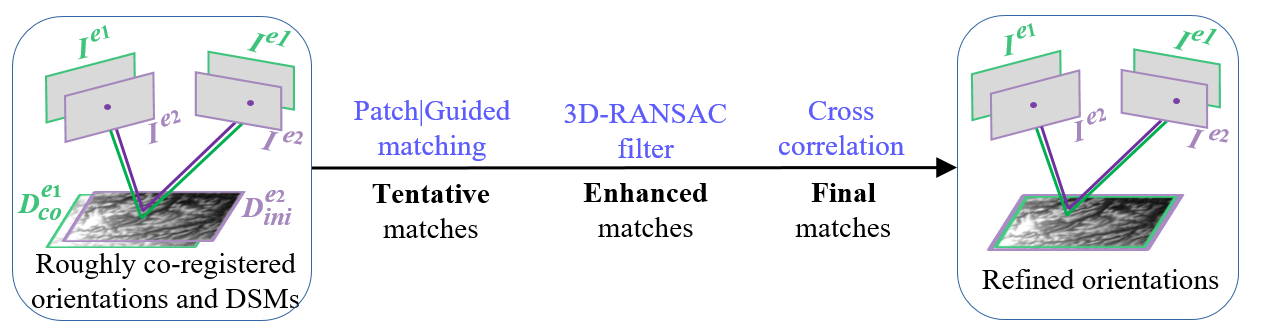 I^{e1} I^{e1}
I^{e2} I^{e2}
D_{co}^{e1} D_{ini}^{e2}
Roughly co-registered
orientations and DSMs
Patch|Guided
matching
Tentative
matches
3D-RANSAC
filter
Enhanced
matches
Cross
correlation
Final
matches
I^{e1} I^{e1}
I^{e2} I^{e2}
Refined orientations